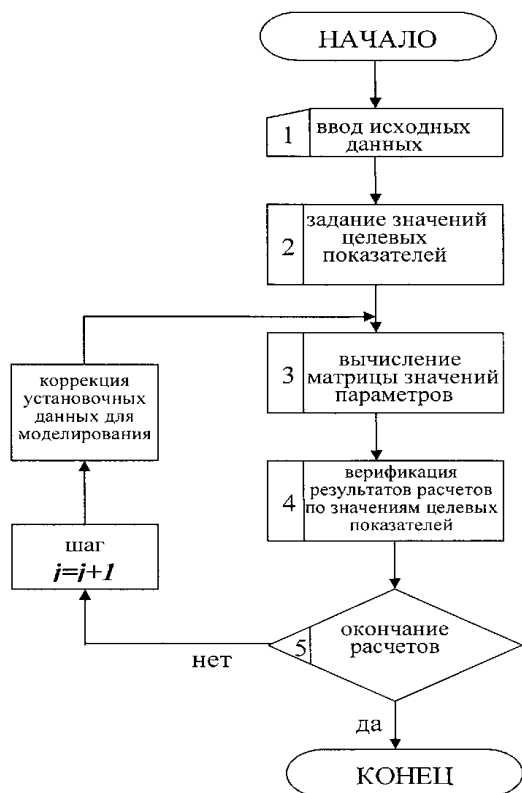 НАЧАЛО
1
ввод исходных
данных
2
задание значений
целевых
показателей
3
вычисление
матрицы значений
параметров
4
верификация
результатов расчетов
по значениям целевых
показателей
5
окончание
расчетов
нет
шаг
j=j+1
коррекция
установочных
данных для
моделирования
да
КОНЕЦ